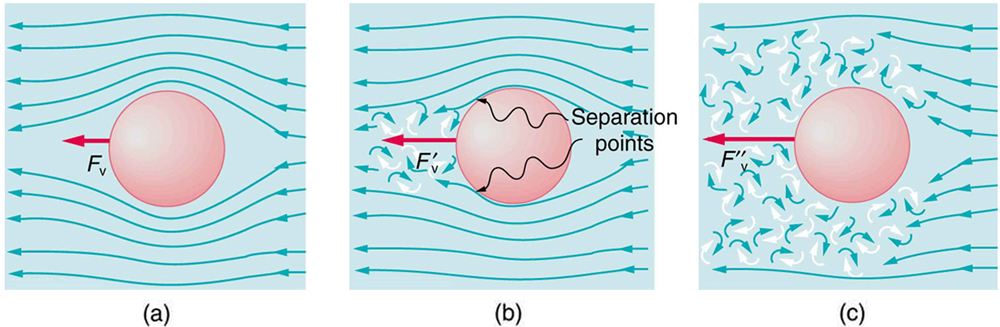 Separation
points
Fv
F′v
F″v
(a)
(b)
(c)